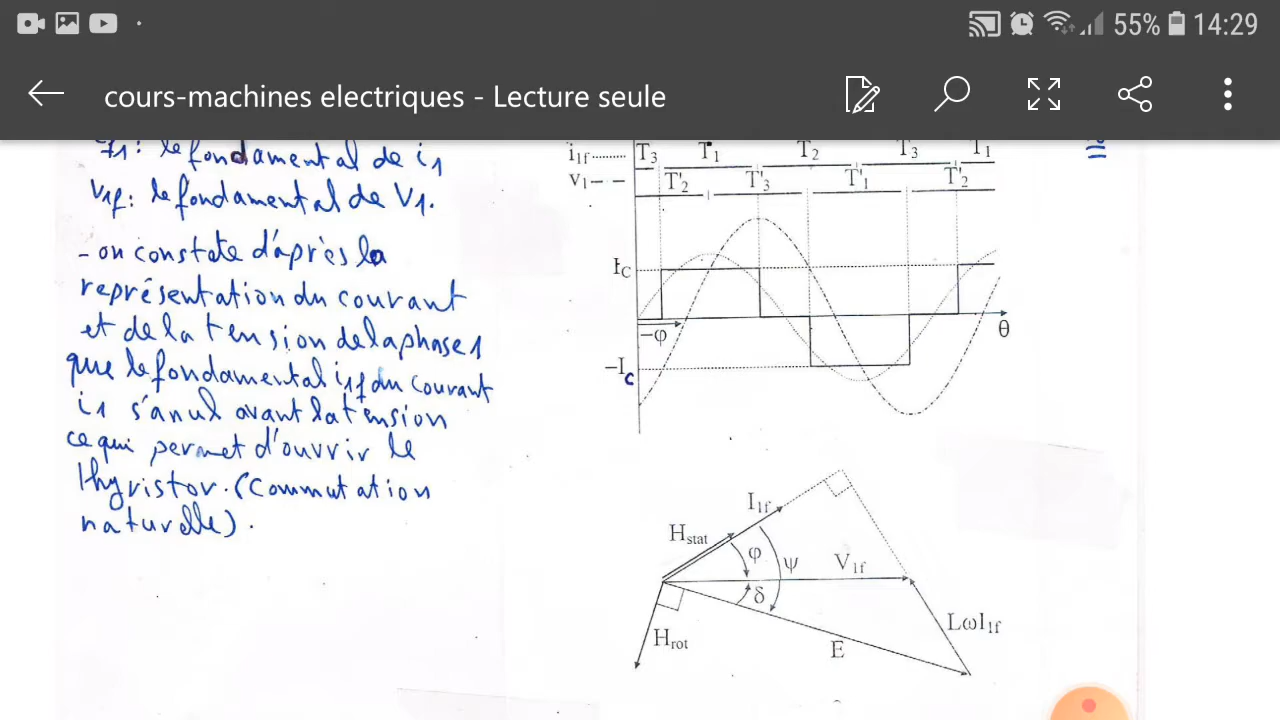 55% 14:29
cours-machines electriques - Lecture seule
le fondamental de i1
V1f : le fondamental de V1.
- on constate d'après la
représentation du courant
et de la tension de la phase 1
que le fondamental i1f du courant
i1 s'anul avant la tension
ce qui permet d'ouvrir le
thyristor. (Commutation
naturelle).
i1f T3 T1 T2 T3 T1
V1 T'2 T'3 T'1 T'2
IC
−φ
θ
−Ic
I1f
Hstat
φ
ψ
V1f
δ
LωI1f
Hrot
E